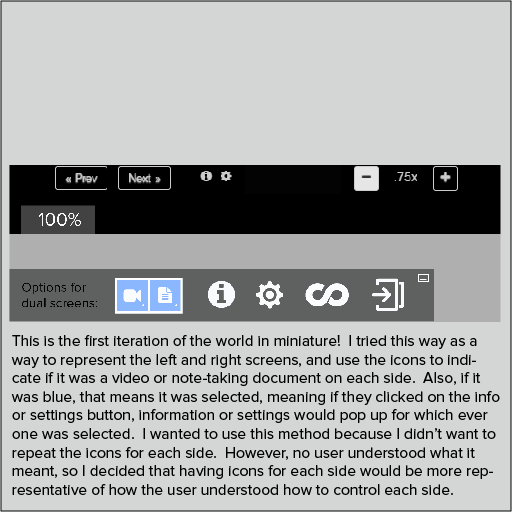 « Prev Next » .75x
100%
Options for
dual screens:
This is the first iteration of the world in miniature!  I tried this way as a
way to represent the left and right screens, and use the icons to indi-
cate if it was a video or note-taking document on each side.  Also, if it
was blue, that means it was selected, meaning if they clicked on the info
or settings button, information or settings would pop up for which ever
one was selected.  I wanted to use this method because I didn't want to
repeat the icons for each side.  However, no user understood what it
meant, so I decided that having icons for each side would be more rep-
resentative of how the user understood how to control each side.